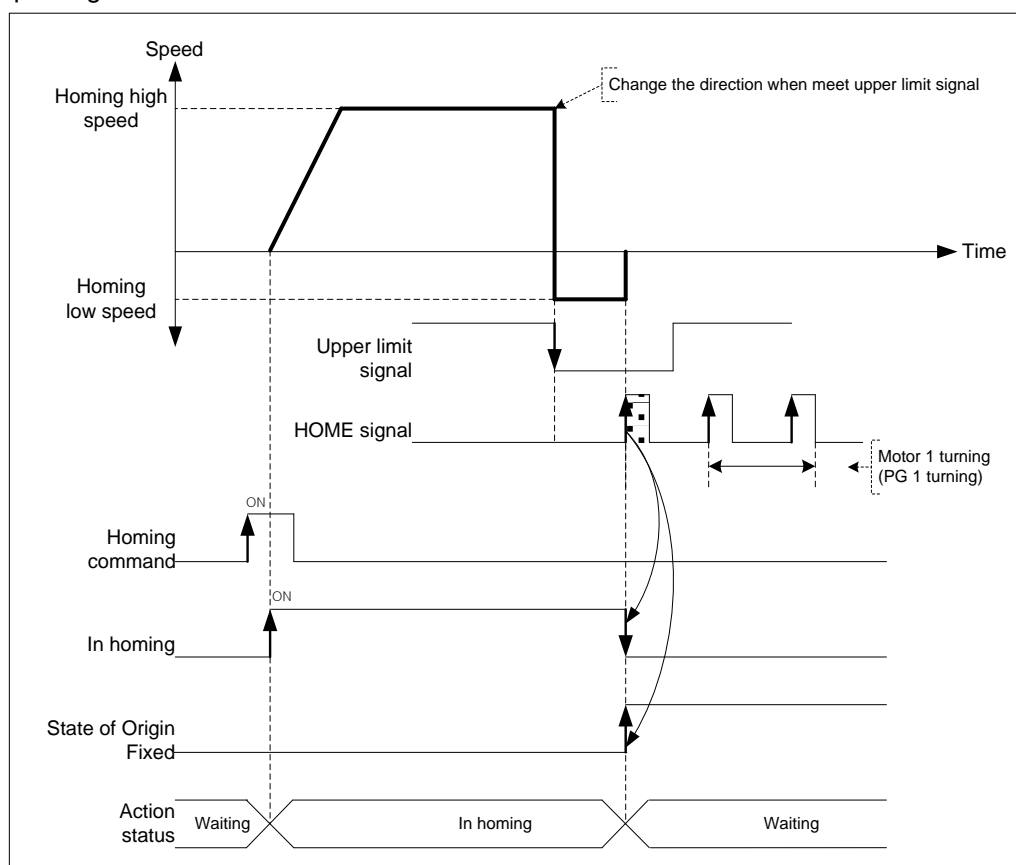 Speed
Homing high
speed
Change the direction when meet upper limit signal
Time
Homing
low speed
Upper limit
signal
HOME signal
Motor 1 turning
(PG 1 turning)
ON
Homing
command
ON
In homing
State of Origin
Fixed
Action
status
Waiting
In homing
Waiting